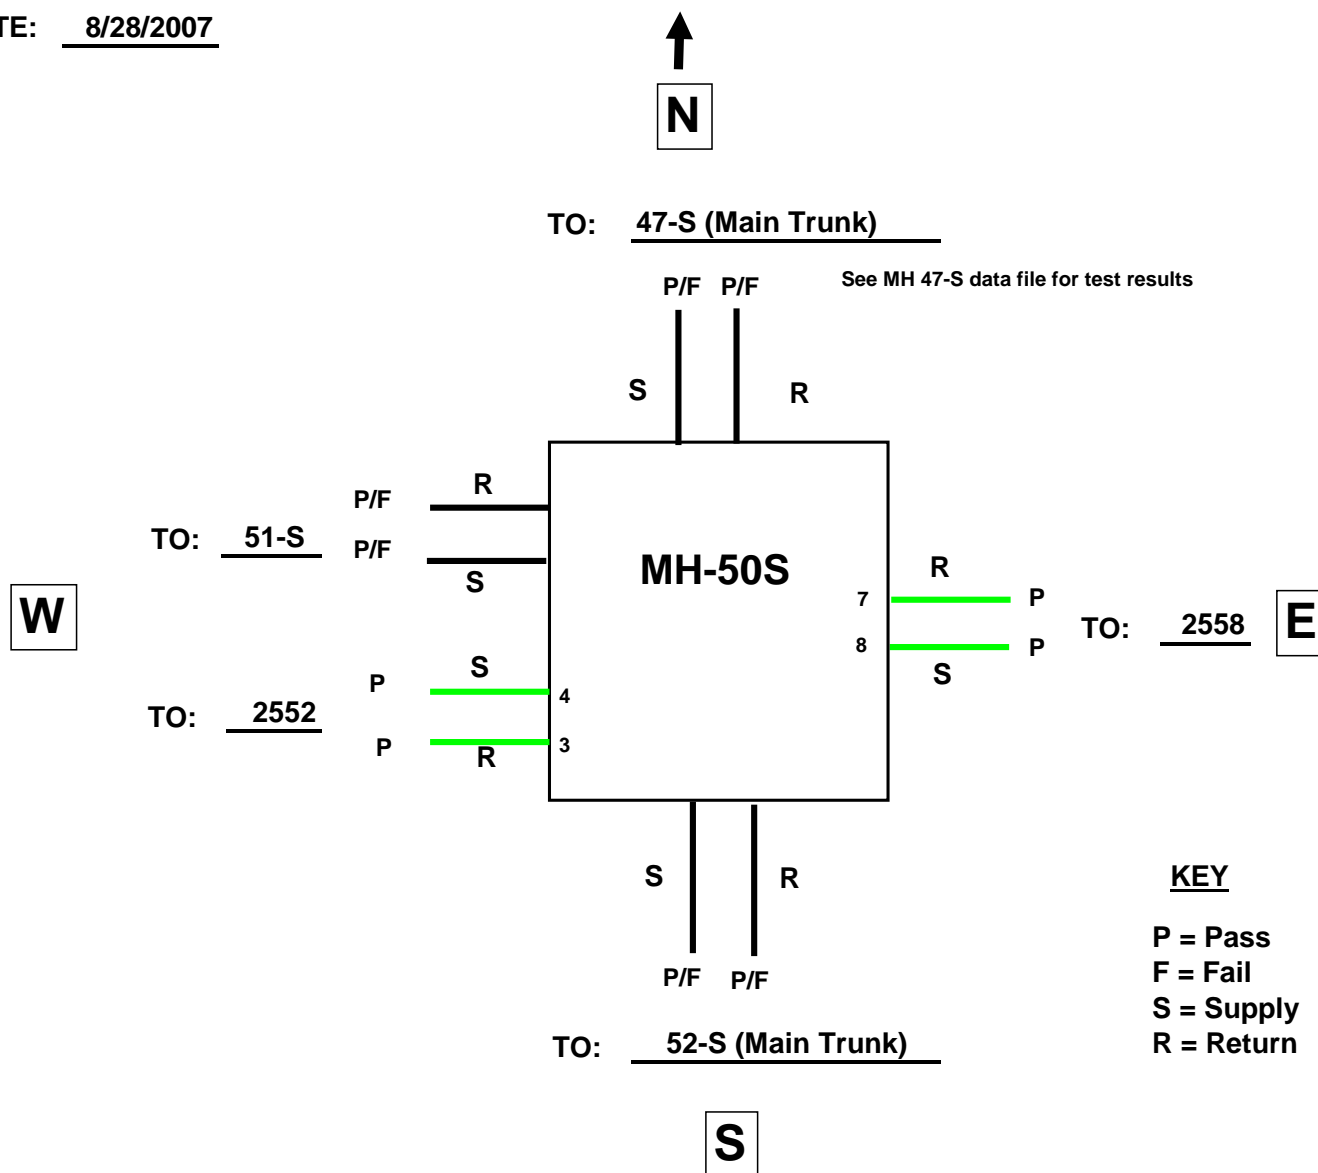 TE: 8/28/2007
N
TO: 47-S (Main Trunk)
P/F P/F
See MH 47-S data file for test results
S R
P/F R
TO: 51-S
P/F S
MH-50S
W
7 R P
8 S P
TO: 2558
E
P S 4
TO: 2552
P R 3
S R
P/F P/F
TO: 52-S (Main Trunk)
S
KEY
P = Pass
F = Fail
S = Supply
R = Return